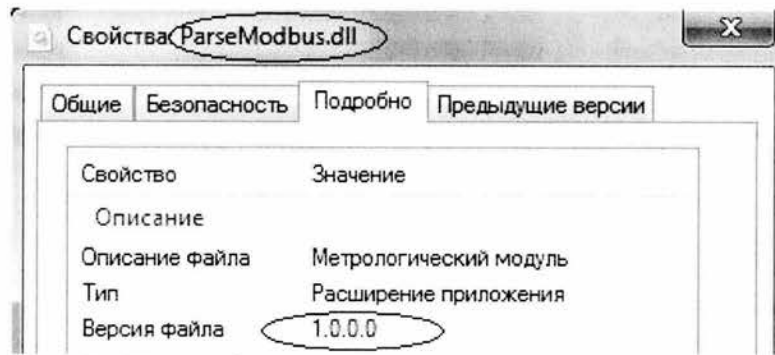 Свойства: ParseModbus.dll
Общие Безопасность Подробно Предыдущие версии
Свойство Значение
Описание
Описание файла Метрологический модуль
Тип Расширение приложения
Версия файла 1.0.0.0